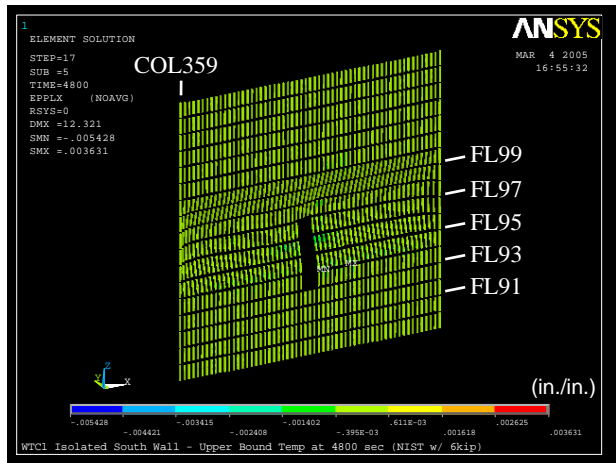 1
ELEMENT SOLUTION
STEP=17
SUB =5
TIME=4800
EPPLX (NOAVG)
RSYS=0
DMX =12.321
SMN =-.005428
SMX =.003631
ANSYS
MAR 4 2005
16:55:32
COL359
FL99
FL97
FL95
FL93
FL91
MN MX
Z
Y X
(in./in.)
-.005428 -.003415 -.001402 .611E-03 .002625
-.004421 -.002408 -.395E-03 .001618 .003631
WTC1 Isolated South Wall - Upper Bound Temp at 4800 sec (NIST w/ 6kip)